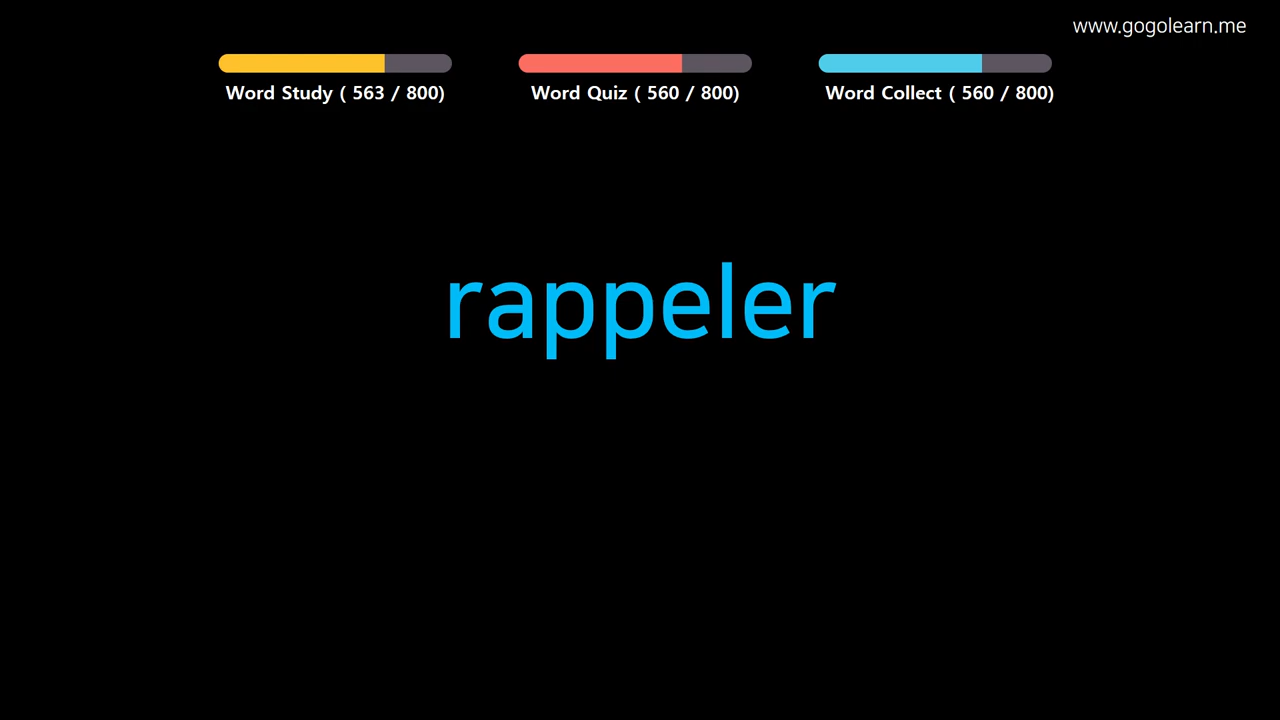 www.gogolearn.me
Word Study ( 563 / 800)
Word Quiz ( 560 / 800)
Word Collect ( 560 / 800)
rappeler